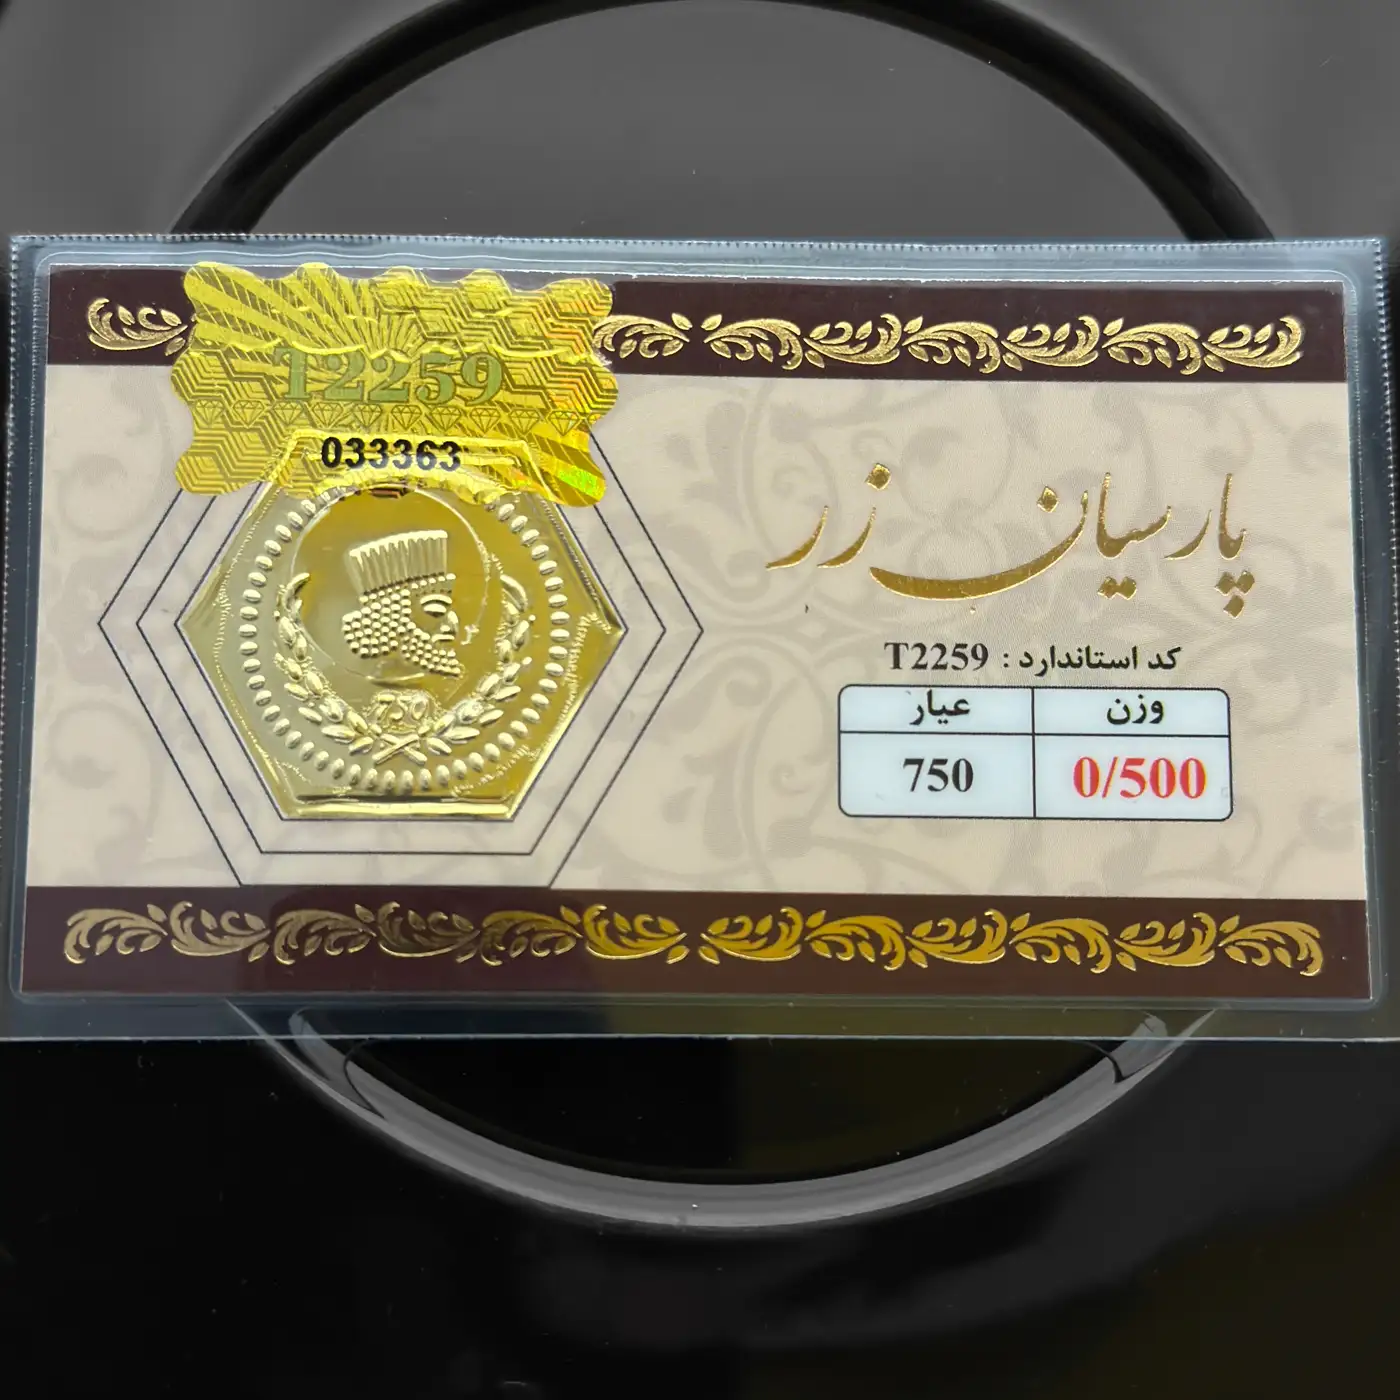 T2259
033363
پارسیان زر
کد استاندارد : T2259
وزن عیار
0/500 750
750